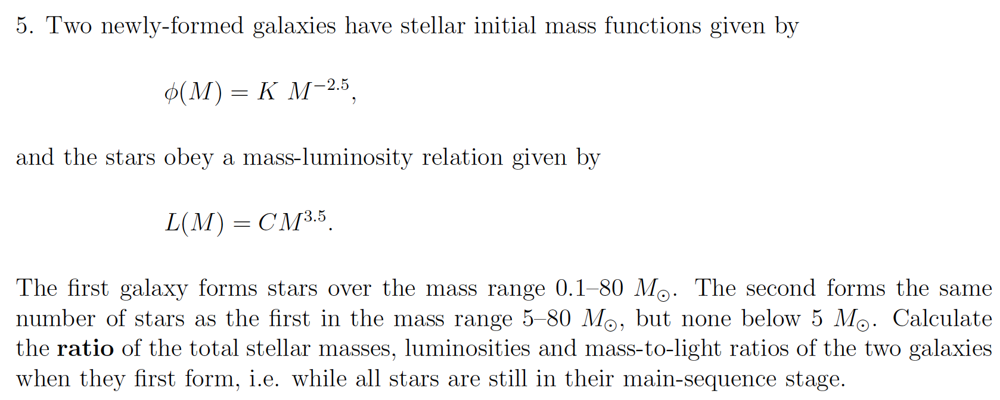 5. Two newly-formed galaxies have stellar initial mass functions given by
ϕ(M) = K M^{−2.5},
and the stars obey a mass-luminosity relation given by
L(M) = CM^{3.5}.
The first galaxy forms stars over the mass range 0.1–80 M_⊙. The second forms the same
number of stars as the first in the mass range 5–80 M_⊙, but none below 5 M_⊙. Calculate
the ratio of the total stellar masses, luminosities and mass-to-light ratios of the two galaxies
when they first form, i.e. while all stars are still in their main-sequence stage.